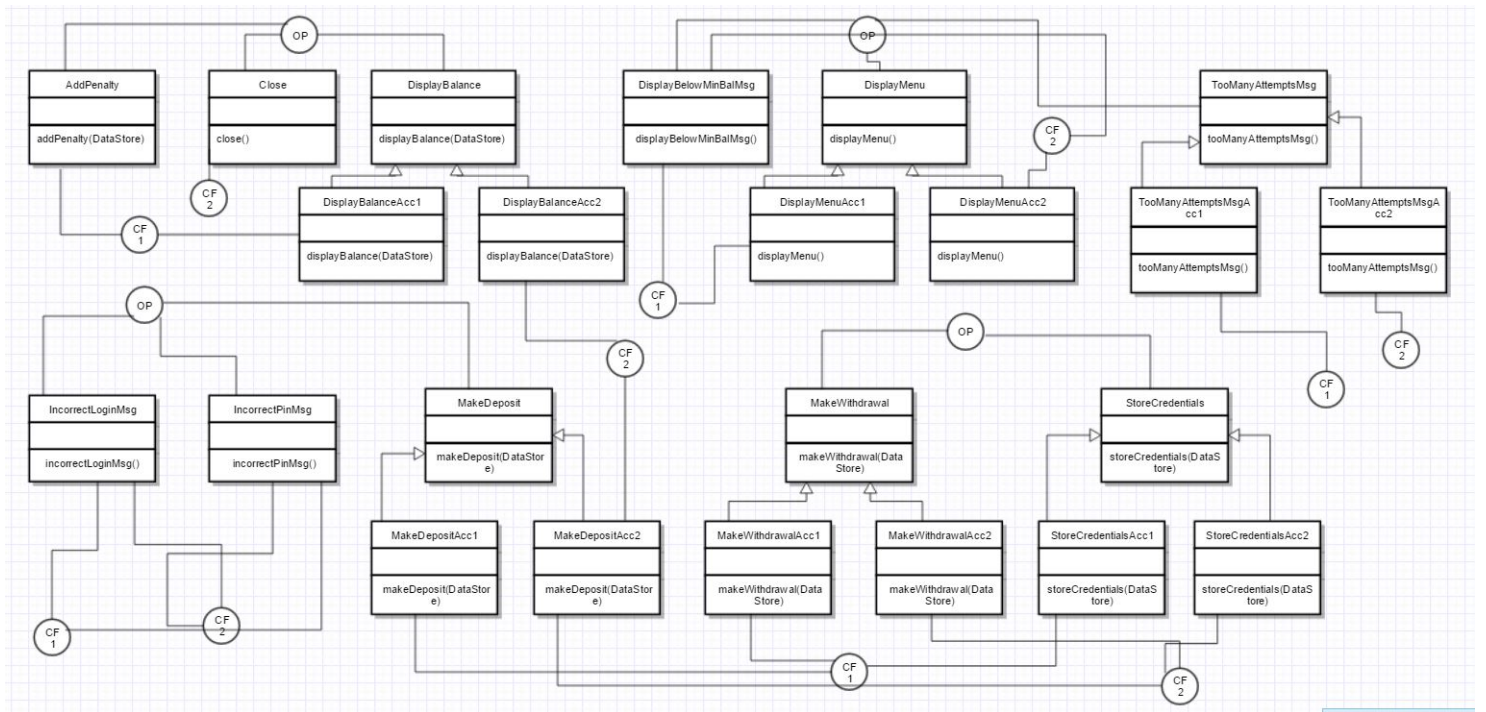 OP
AddPenalty
addPenalty(DataStore)
Close
close()
DisplayBalance
displayBalance(DataStore)
CF
2
CF
1
DisplayBalanceAcc1
displayBalance(DataStore)
DisplayBalanceAcc2
displayBalance(DataStore)
OP
DisplayBelowMinBalMsg
displayBelowMinBalMsg()
DisplayMenu
displayMenu()
CF
2
TooManyAttemptsMsg
tooManyAttemptsMsg()
DisplayMenuAcc1
displayMenu()
DisplayMenuAcc2
displayMenu()
CF
1
TooManyAttemptsMsgA
cc1
tooManyAttemptsMsg()
TooManyAttemptsMsgA
cc2
tooManyAttemptsMsg()
CF
1
CF
2
OP
IncorrectLoginMsg
incorrectLoginMsg()
IncorrectPinMsg
incorrectPinMsg()
CF
1
CF
2
MakeDeposit
makeDeposit(DataStor
e)
CF
2
MakeDepositAcc1
makeDeposit(DataStor
e)
MakeDepositAcc2
makeDeposit(DataStor
e)
OP
MakeWithdrawal
makeWithdrawal(Data
Store)
StoreCredentials
storeCredentials(DataS
tore)
MakeWithdrawalAcc1
makeWithdrawal(Data
Store)
MakeWithdrawalAcc2
makeWithdrawal(Data
Store)
StoreCredentialsAcc1
storeCredentials(DataS
tore)
StoreCredentialsAcc2
storeCredentials(DataS
tore)
CF
1
CF
2